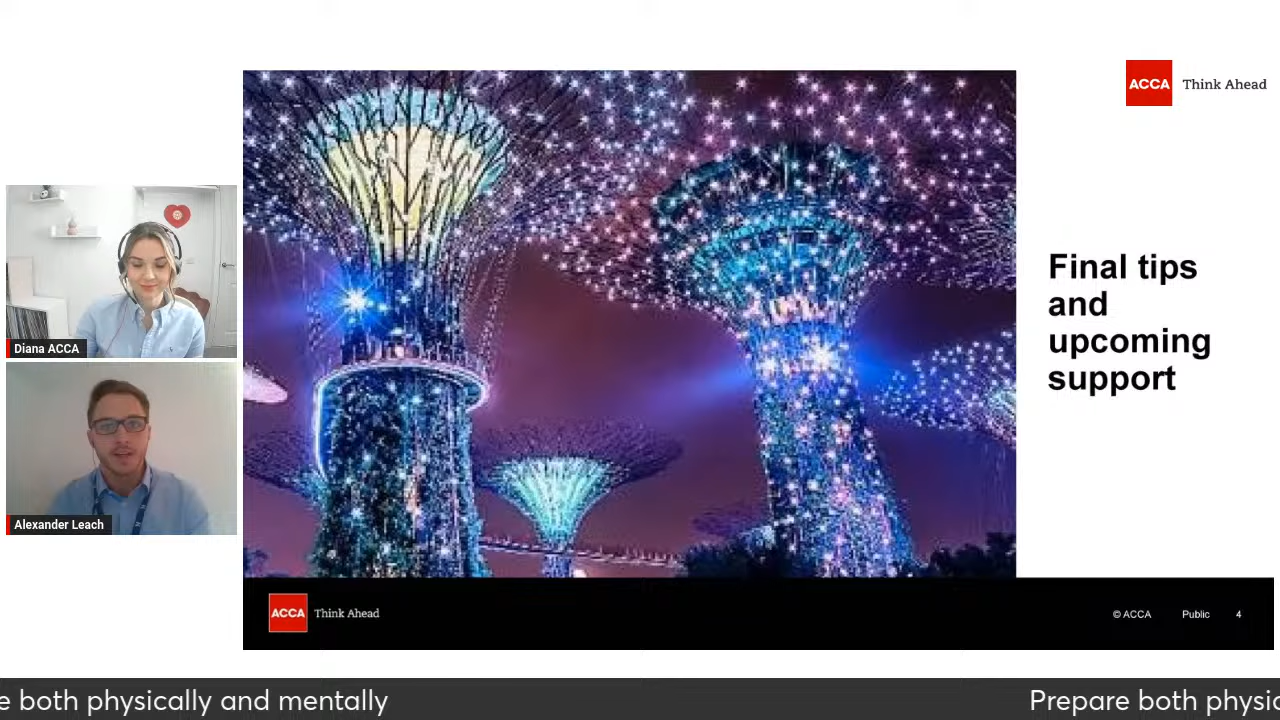 ACCA Think Ahead
Final tips
and
upcoming
support
Diana ACCA
Alexander Leach
ACCA Think Ahead
© ACCA Public 4
e both physically and mentally
Prepare both physic